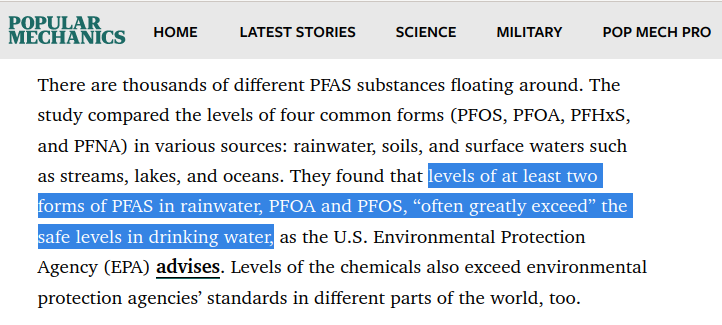 POPULAR
MECHANICS
HOME
LATEST STORIES
SCIENCE
MILITARY
POP MECH PRO
There are thousands of different PFAS substances floating around. The
study compared the levels of four common forms (PFOS, PFOA, PFHxS,
and PFNA) in various sources: rainwater, soils, and surface waters such
as streams, lakes, and oceans. They found that levels of at least two
forms of PFAS in rainwater, PFOA and PFOS, “often greatly exceed” the
safe levels in drinking water, as the U.S. Environmental Protection
Agency (EPA) advises. Levels of the chemicals also exceed environmental
protection agencies’ standards in different parts of the world, too.